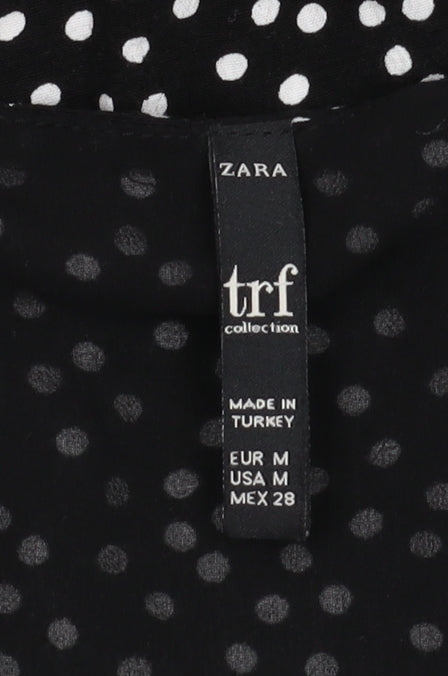 ZARA
trf
collection
MADE IN
TURKEY
EUR M
USA M
MEX 28